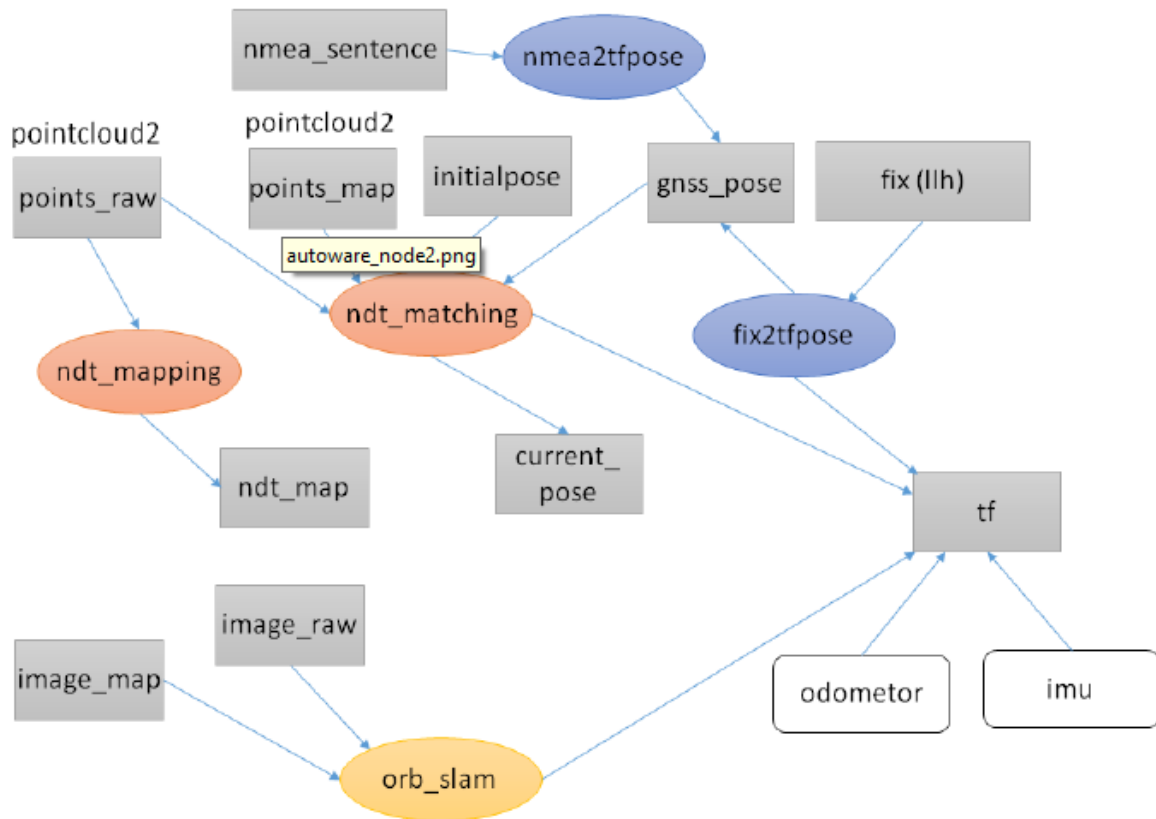 nmea_sentence
nmea2tfpose
pointcloud2
pointcloud2
points_raw
points_map
initialpose
gnss_pose
fix (llh)
autoware_node2.png
ndt_matching
fix2tfpose
ndt_mapping
ndt_map
current_
pose
tf
image_raw
image_map
odometor
imu
orb_slam